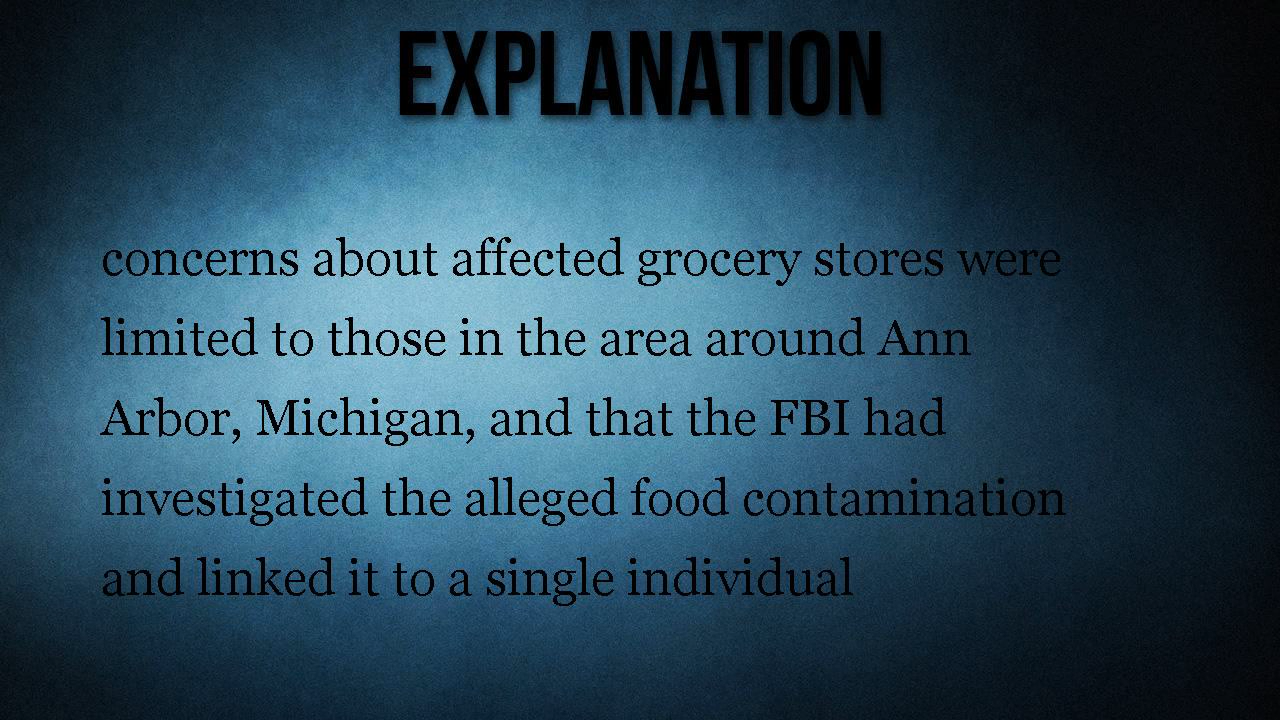 EXPLANATION
concerns about affected grocery stores were
limited to those in the area around Ann
Arbor, Michigan, and that the FBI had
investigated the alleged food contamination
and linked it to a single individual